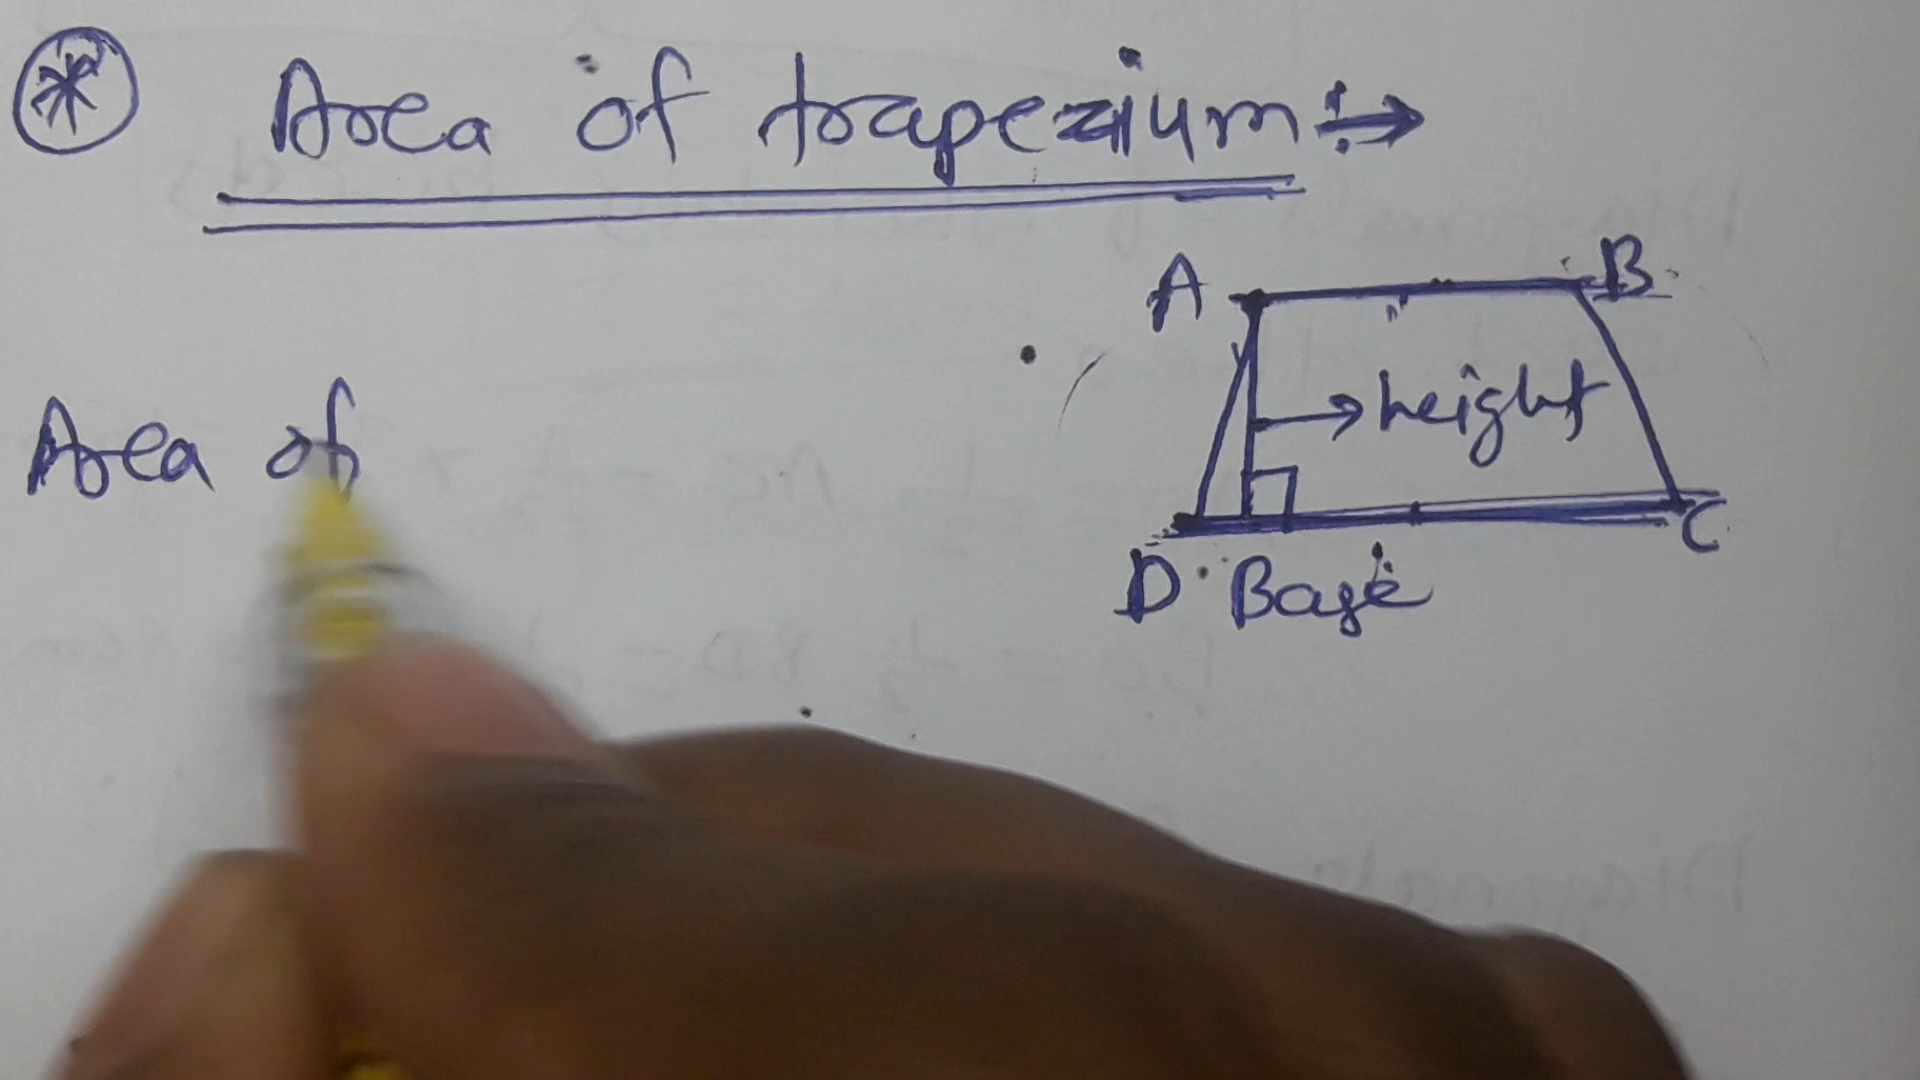 * Area of trapezium :→
A B
→ height
Area of
D C
Base